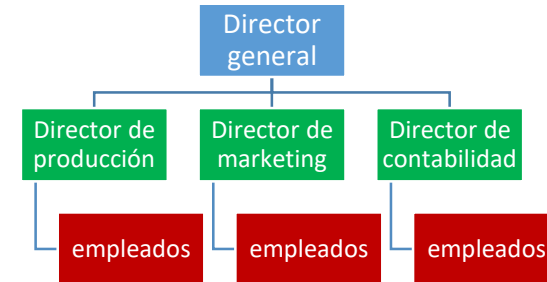 Director
general
Director de
producción
Director de
marketing
Director de
contabilidad
empleados
empleados
empleados